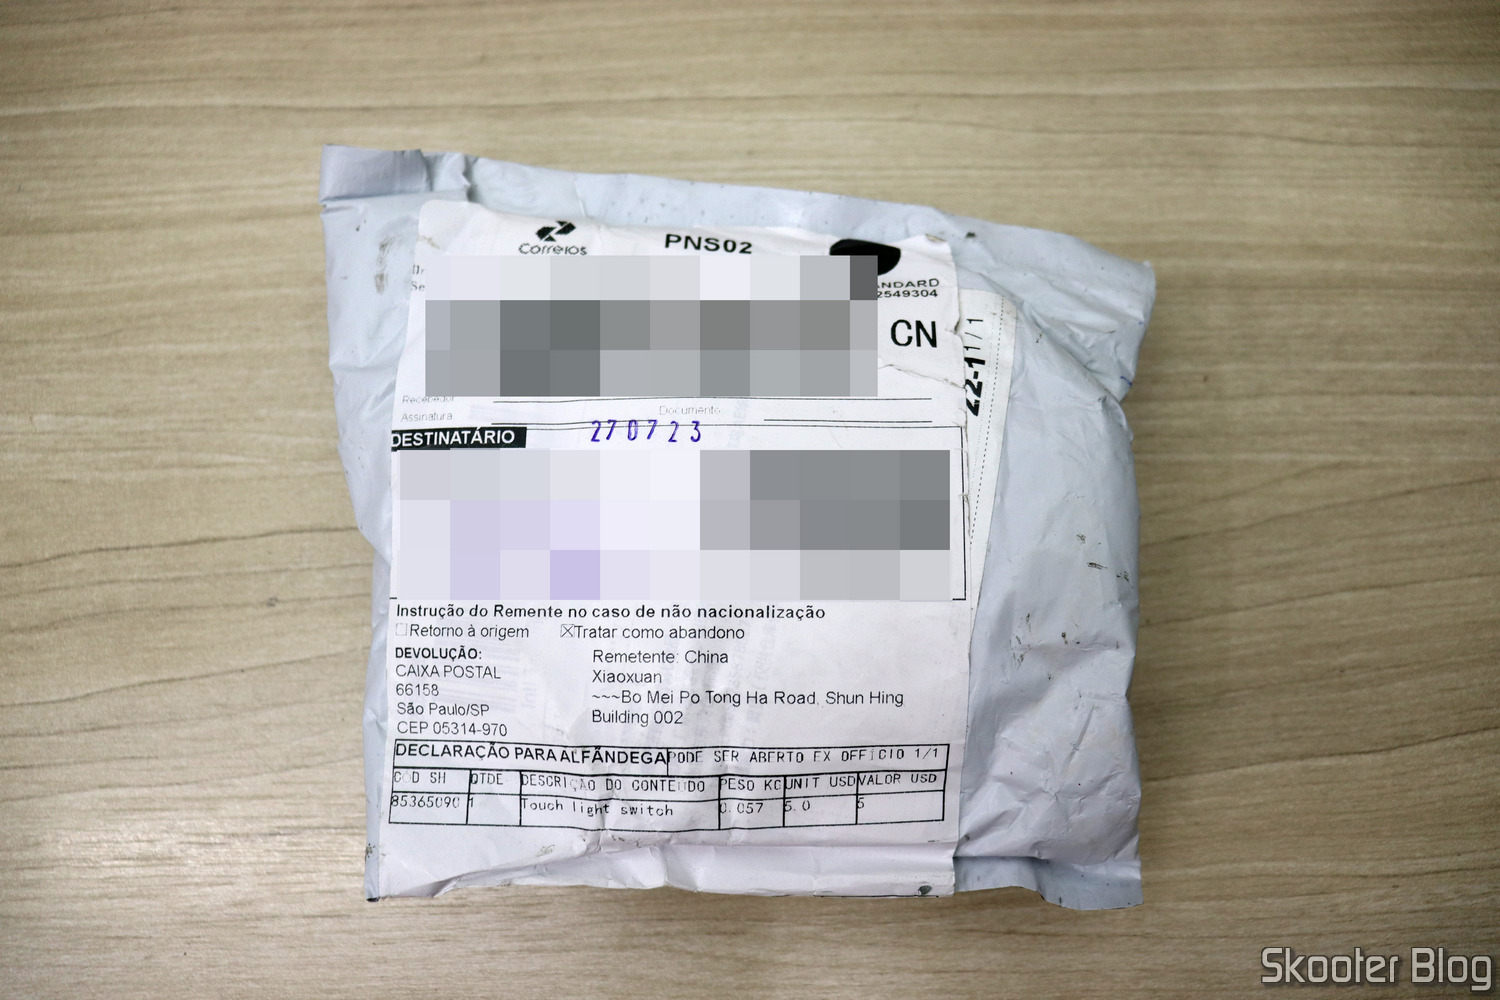 Correios
PNS02
2549304
CN
22-1 1/1
Recebedor
Assinatura
Documento
DESTINATÁRIO
270723
Instrução do Remente no caso de não nacionalização
Retorno à origem
Tratar como abandono
DEVOLUÇÃO:
CAIXA POSTAL
66158
São Paulo/SP
CEP 05314-970
Remetente: China
Xiaoxuan
~~~Bo Mei Po Tong Ha Road, Shun Hing
Building 002
DECLARAÇÃO PARA ALFÂNDEGA PODE SER ABERTO EX OFFÍCIO 1/1
CÓD SH QTDE DESCRIÇÃO DO CONTEÚDO PESO KG UNIT USD VALOR USD
85365090 1 Touch light switch 0.057 5.0 5
Skooter Blog